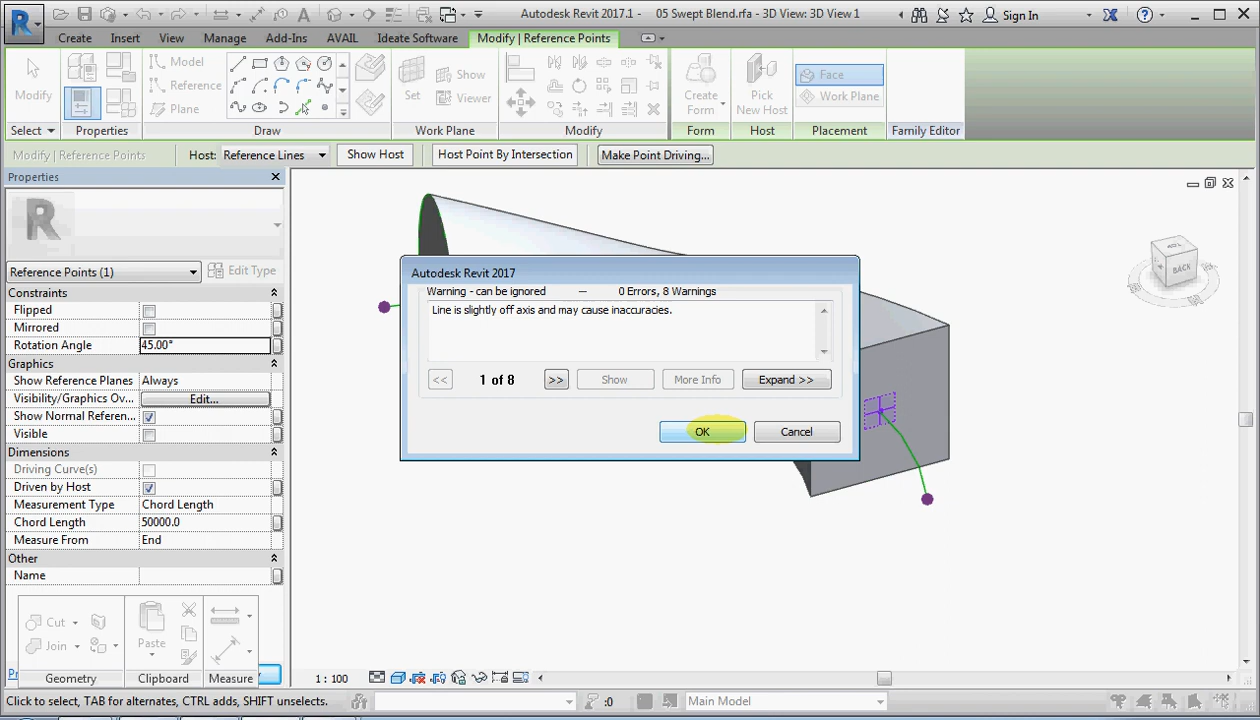 R
Autodesk Revit 2017.1 - 05 Swept Blend.rfa - 3D View: 3D View 1
Sign In
Create Insert View Manage Add-Ins AVAIL Ideate Software Modify | Reference Points
Modify
Model
Reference
Plane
Set
Show
Viewer
Create Form
Pick New Host
Face
Work Plane
Select Properties Draw Work Plane Modify Form Host Placement Family Editor
Modify | Reference Points Host: Reference Lines Show Host Host Point By Intersection Make Point Driving...
Properties
R
Reference Points (1) Edit Type
Constraints
Flipped
Mirrored
Rotation Angle 45.00°
Graphics
Show Reference Planes Always
Visibility/Graphics Ov... Edit...
Show Normal Referen...
Visible
Dimensions
Driving Curve(s)
Driven by Host
Measurement Type Chord Length
Chord Length 50000.0
Measure From End
Other
Name
Cut
Join
Paste
Geometry Clipboard Measure
Autodesk Revit 2017
Warning - can be ignored — 0 Errors, 8 Warnings
Line is slightly off axis and may cause inaccuracies.
<< 1 of 8 >> Show More Info Expand >>
OK Cancel
BACK
1 : 100
Click to select, TAB for alternates, CTRL adds, SHIFT unselects. :0 Main Model